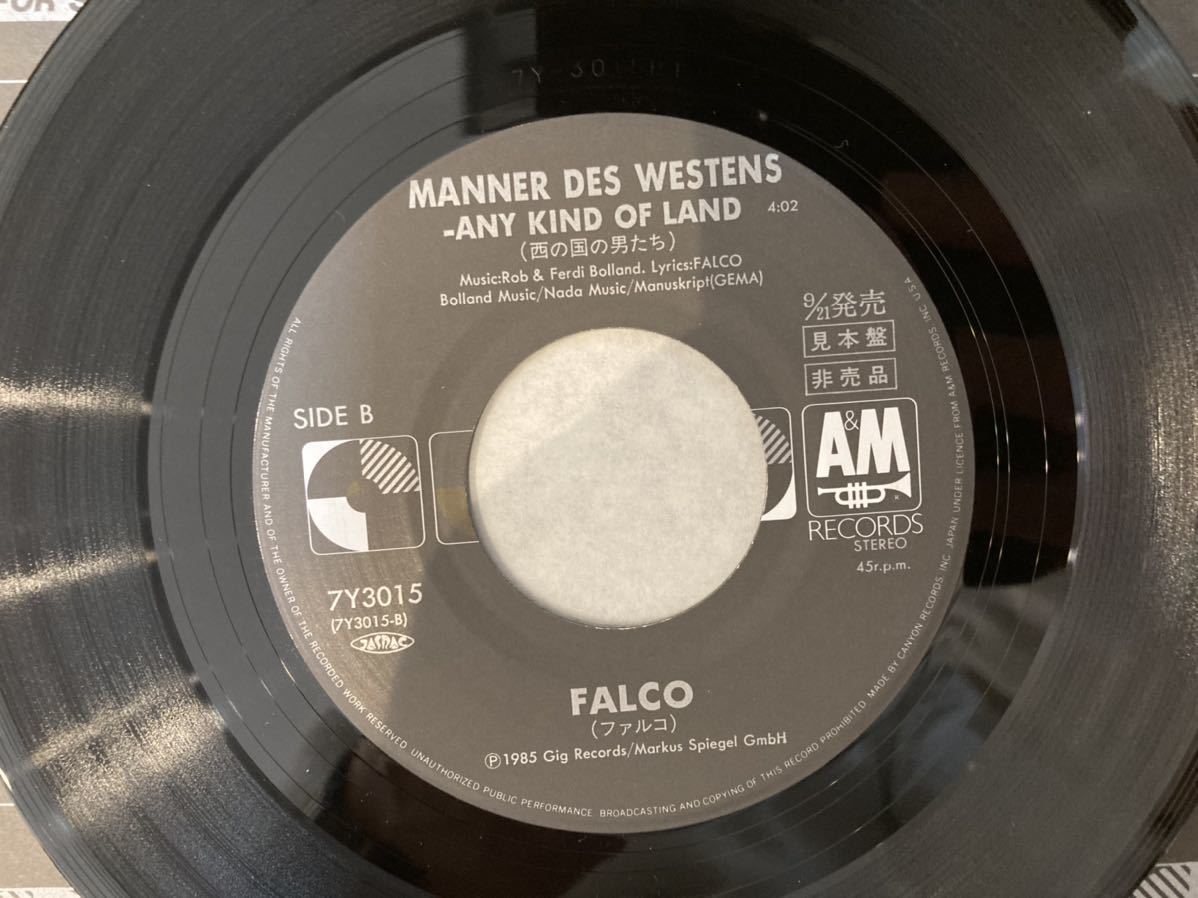 FOR S
7Y-30
MANNER DES WESTENS
-ANY KIND OF LAND 4:02
(西の国の男たち)
Music:Rob & Ferdi Bolland. Lyrics:FALCO
Bolland Music/Nada Music/Manuskript(GEMA)
9/21発売
見本盤
非売品
SIDE B
A&M
RECORDS
STEREO
45r.p.m.
7Y3015
(7Y3015-B)
JASRAC
FALCO
(ファルコ)
Ⓟ1985 Gig Records/Markus Spiegel GmbH
ALL RIGHTS OF THE MANUFACTURER AND OF THE OWNER OF THE RECORDED WORK RESERVED. UNAUTHORIZED PUBLIC PERFORMANCE BROADCASTING AND COPYING OF THIS RECORD PROHIBITED. MADE BY CANYON RECORDS, INC. JAPAN. UNDER LICENCE FROM A&M RECORDS INC. U.S.A.